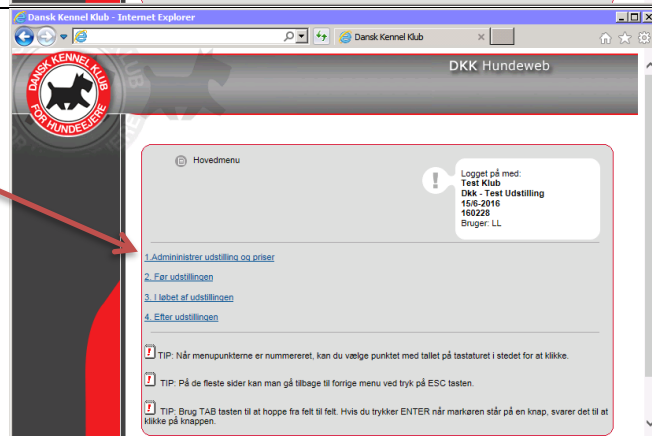 Dansk Kennel Klub - Internet Explorer
Dansk Kennel Klub
DANSK KENNEL KLUB
FOR HUNDEEJERE
DKK Hundeweb
Hovedmenu
Logget på med:
Test Klub
Dkk - Test Udstilling
15/6-2016
160228
Bruger: LL
1.Admininistrer udstilling og priser
2. Før udstillingen
3. I løbet af udstillingen
4. Efter udstillingen
TIP: Når menupunkterne er nummereret, kan du vælge punktet med tallet på tastaturet i stedet for at klikke.
TIP: På de fleste sider kan man gå tilbage til forrige menu ved tryk på ESC tasten.
TIP: Brug TAB tasten til at hoppe fra felt til felt. Hvis du trykker ENTER når markøren står på en knap, svarer det til at
klikke på knappen.